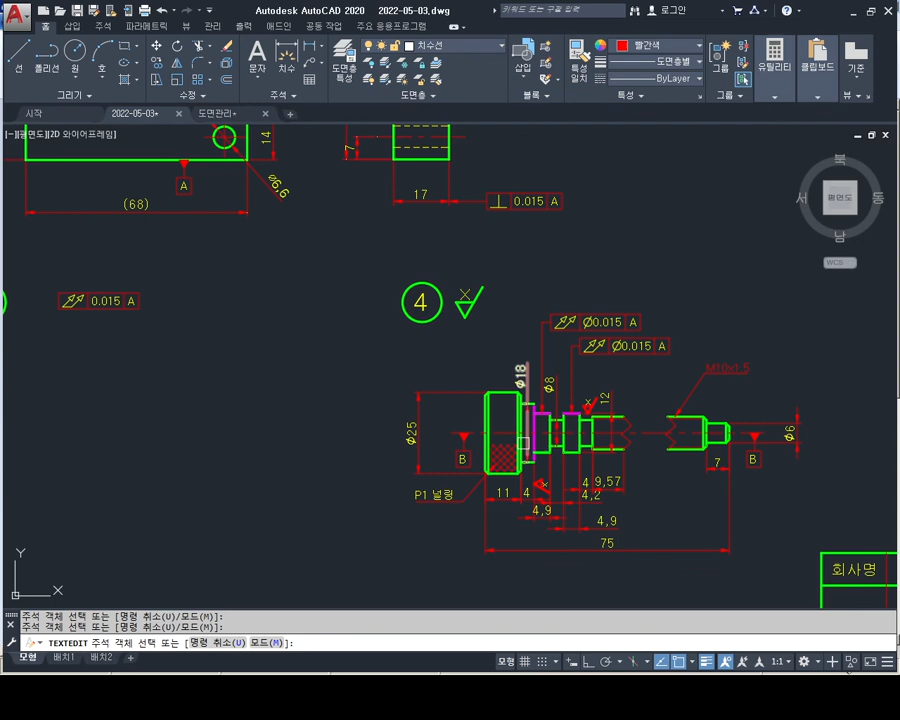 Autodesk AutoCAD 2020 2022-05-03.dwg
키워드 또는 구절 입력
로그인
홈 삽입 주석 파라메트릭 뷰 관리 출력 애드인 공동 작업 주요 응용프로그램
선 폴리선 원 호
문자 치수
도면층 특성
치수선
삽입
특성 일치
빨간색
도면층별
ByLayer
그룹
유틸리티
클립보드
기준
그리기 수정 주석 도면층 블록 특성 그룹 뷰
시작 2022-05-03* 도면관리*
[−][평면도][2D 와이어프레임]
14
7
A
ø6,6
(68)
17
0.015 A
북
서 평면도 동
남
WCS
0.015 A
4
X
Ø0.015 A
Ø0.015 A
M10x1,5
ø18
ø8
12
x
ø25
ø6
B
B
7
P1 널링
11 4
x
4 9,57
4,2
4,9
4,9
75
Y
X
회사명
주석 객체 선택 또는 [명령 취소(U)/모드(M)]:
주석 객체 선택 또는 [명령 취소(U)/모드(M)]:
TEXTEDIT 주석 객체 선택 또는 [명령 취소(U) 모드(M)]:
모형 배치1 배치2
모형
1:1